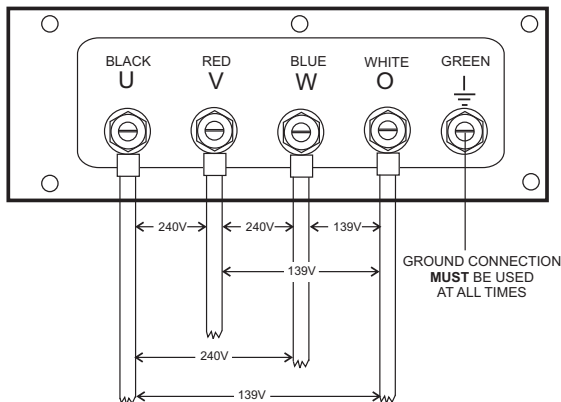 BLACK RED BLUE WHITE GREEN
U V W O
240V 240V 139V
139V
GROUND CONNECTION
MUST BE USED
AT ALL TIMES
240V
139V